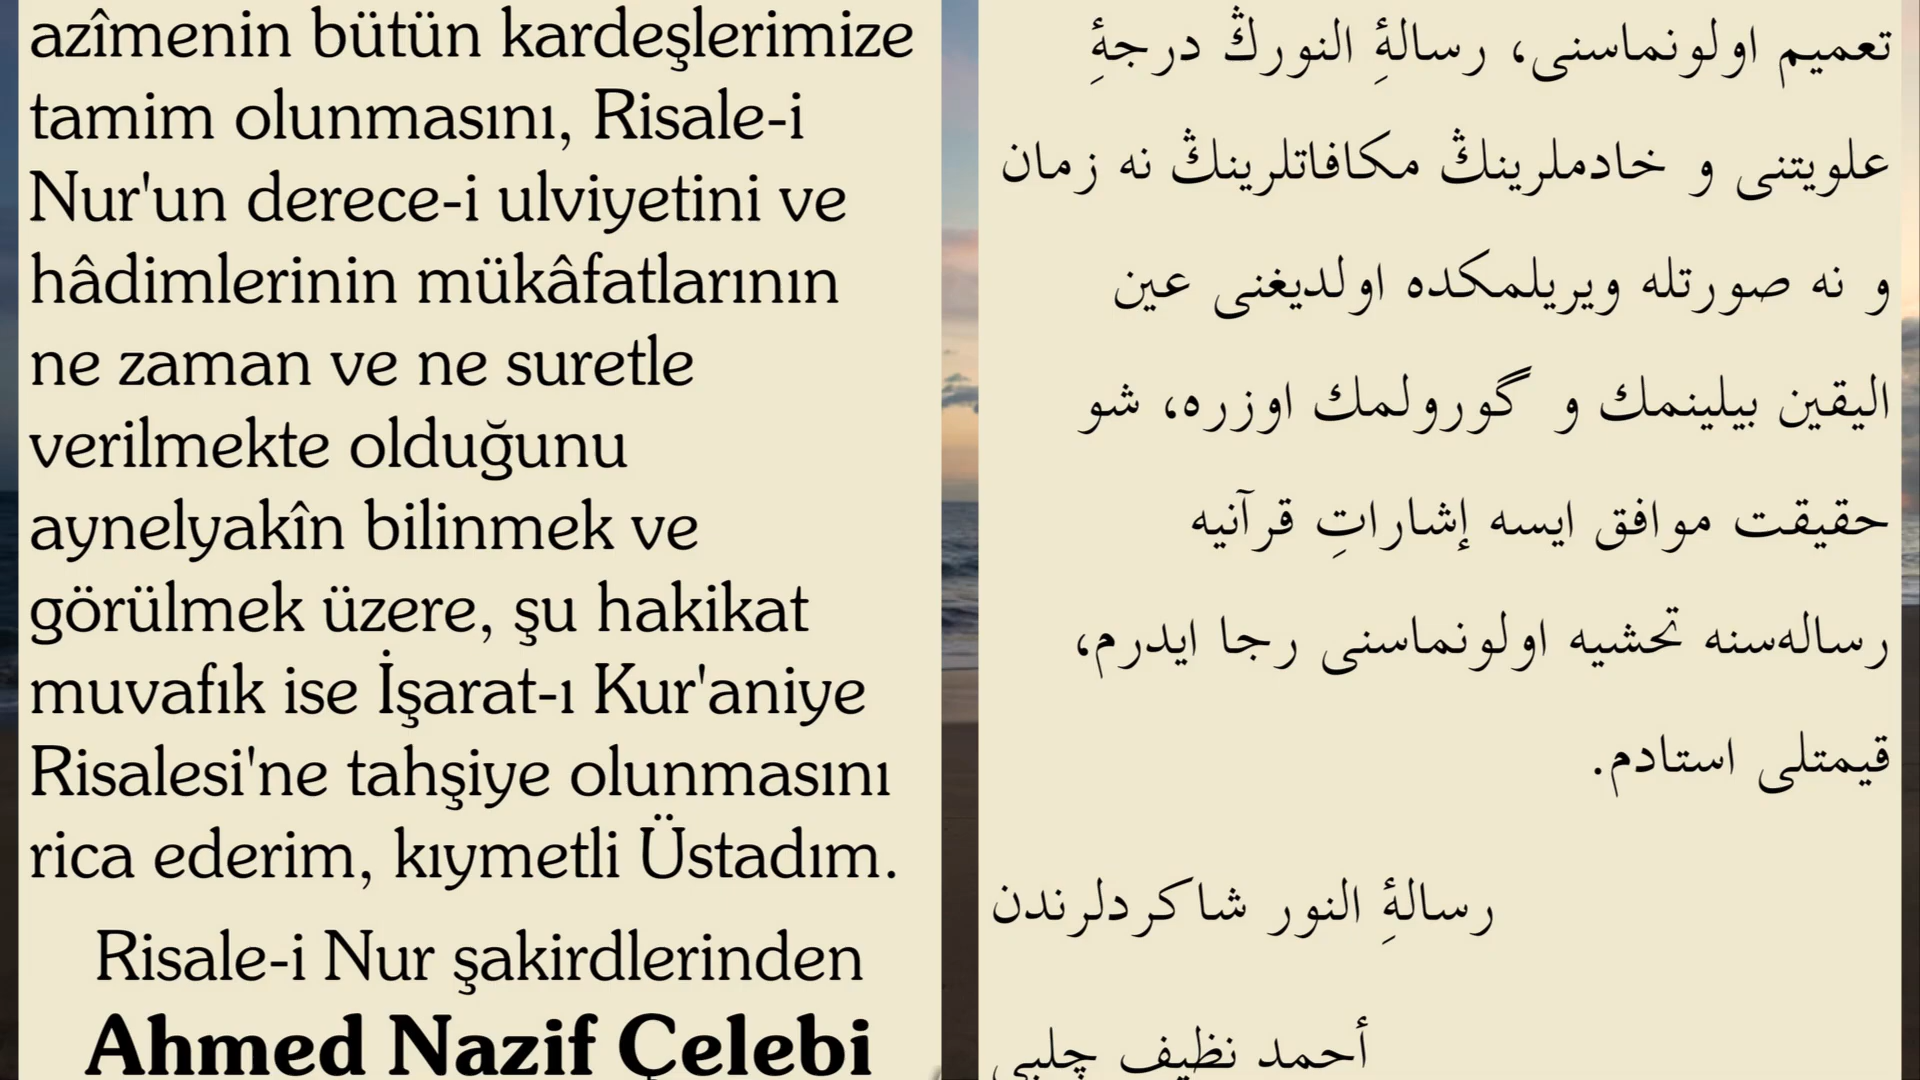 azîmenin bütün kardeşlerimize
tamim olunmasını, Risale-i
Nur'un derece-i ulviyetini ve
hâdimlerinin mükâfatlarının
ne zaman ve ne suretle
verilmekte olduğunu
aynelyakîn bilinmek ve
görülmek üzere, şu hakikat
muvafık ise İşarat-ı Kur'aniye
Risalesi'ne tahşiye olunmasını
rica ederim, kıymetli Üstadım.
Risale-i Nur şakirdlerinden
Ahmed Nazif Çelebi
تعميم اولونماسنى، رسالۀِ النورڭ درجۀِ
علويتنى و خادملرينڭ مكافاتلرينڭ نه زمان
و نه صورتله ويريلمكده اولديغنى عين
اليقين بيلينمك و گورولمك اوزره، شو
حقيقت موافق ايسه إشاراتِ قرآنيه
رساله‌سنه تحشيه اولونماسنى رجا ايدرم،
قيمتلى استادم.
رسالۀِ النور شاكردلرندن
أحمد نظيف چلبى